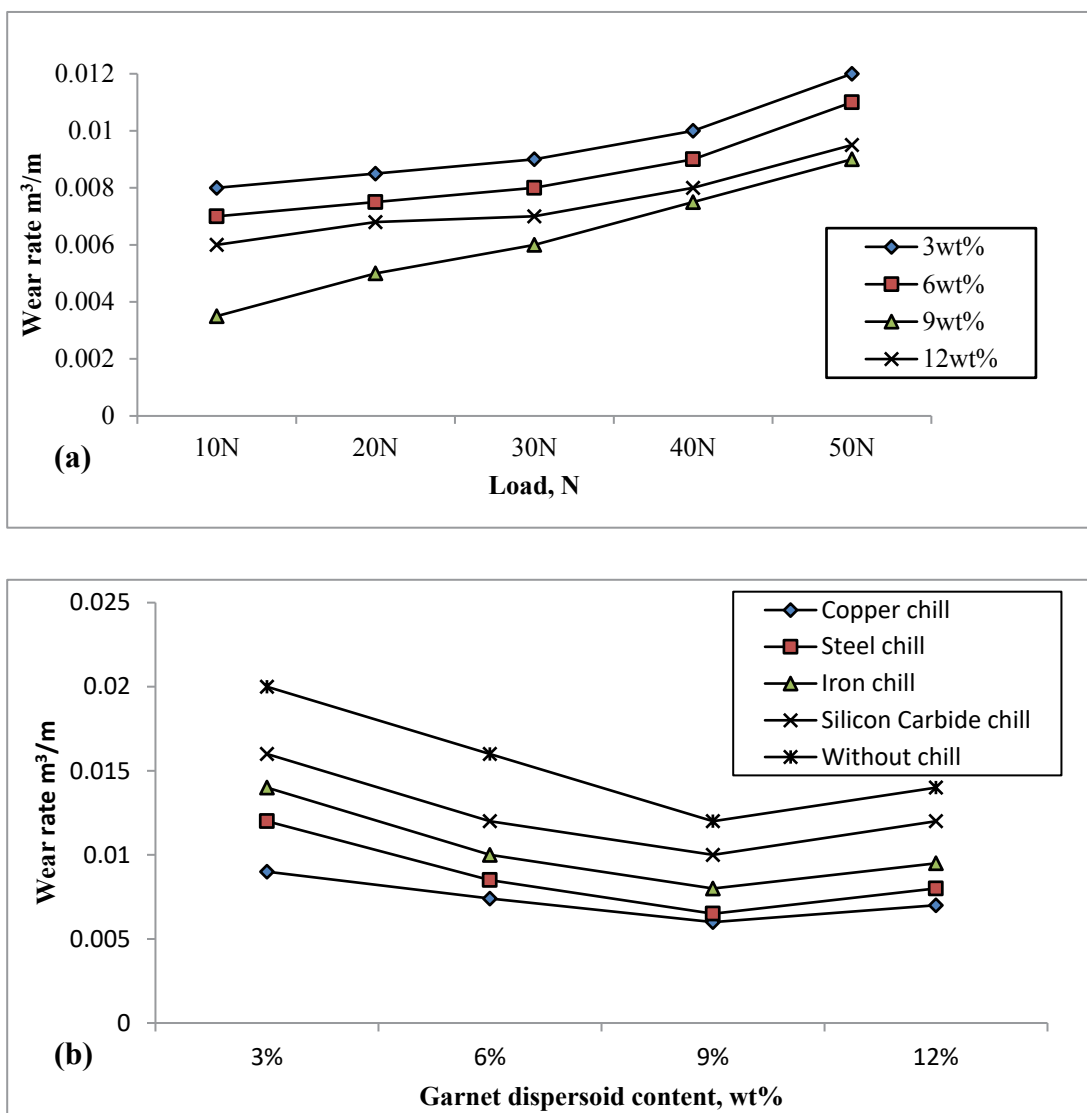 0.012
0.01
0.008
0.006
0.004
0.002
0
Wear rate m³/m
10N 20N 30N 40N 50N
Load, N
(a)
3wt%
6wt%
9wt%
12wt%
0.025
0.02
0.015
0.01
0.005
0
Wear rate m³/m
Copper chill
Steel chill
Iron chill
Silicon Carbide chill
Without chill
3% 6% 9% 12%
(b)
Garnet dispersoid content, wt%